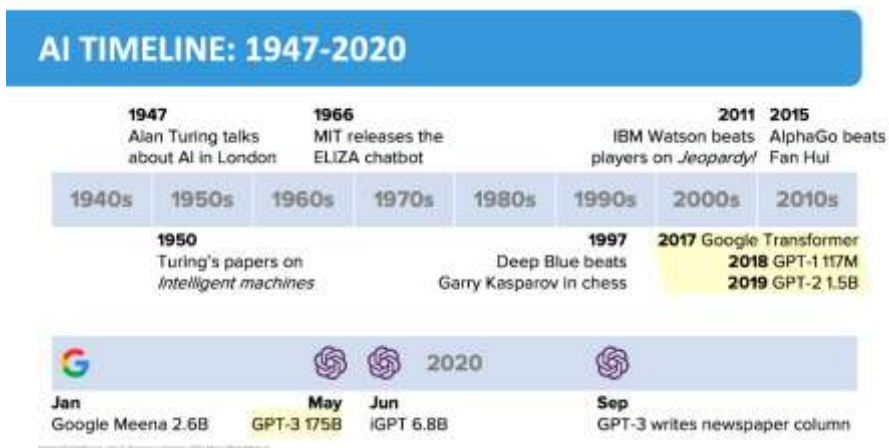 AI TIMELINE: 1947-2020
1947
Alan Turing talks
about AI in London
1966
MIT releases the
ELIZA chatbot
2011
IBM Watson beats
players on Jeopardy!
2015
AlphaGo beats
Fan Hui
1940s 1950s 1960s 1970s 1980s 1990s 2000s 2010s
1950
Turing's papers on
Intelligent machines
1997
Deep Blue beats
Garry Kasparov in chess
2017 Google Transformer
2018 GPT-1 117M
2019 GPT-2 1.5B
2020
Jan
Google Meena 2.6B
May
GPT-3 175B
Jun
iGPT 6.8B
Sep
GPT-3 writes newspaper column